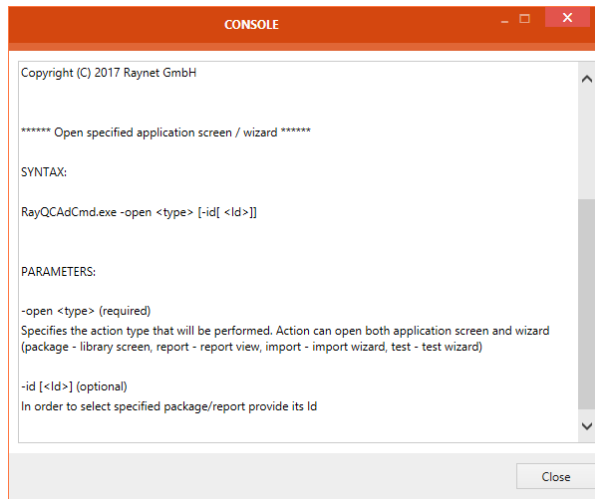 CONSOLE
Copyright (C) 2017 Raynet GmbH
****** Open specified application screen / wizard ******
SYNTAX:
RayQCAdCmd.exe -open <type> [-id[ <Id>]]
PARAMETERS:
-open <type> (required)
Specifies the action type that will be performed. Action can open both application screen and wizard
(package - library screen, report - report view, import - import wizard, test - test wizard)
-id [<Id>] (optional)
In order to select specified package/report provide its Id
Close